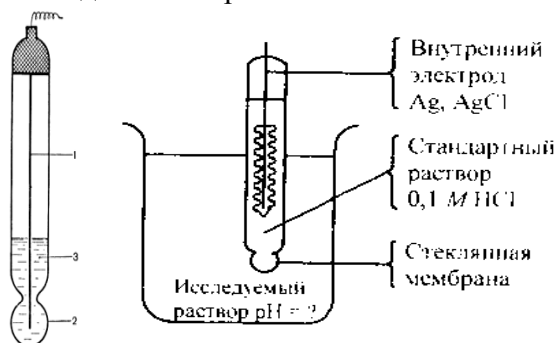 Внутренний
электрод
Ag, AgCl
Стандартный
раствор
0,1 M HCl
Стеклянная
мембрана
Исследуемый
раствор pH = ?
1
3
2